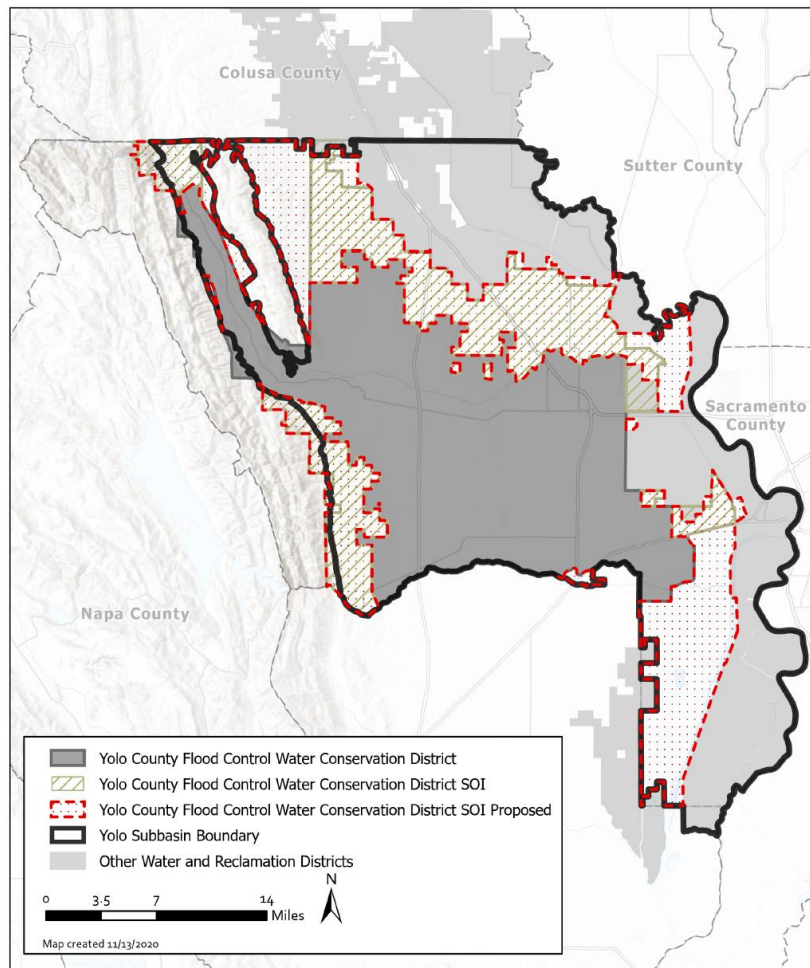 Colusa County
Sutter County
Sacramento
County
Napa County
Yolo County Flood Control Water Conservation District
Yolo County Flood Control Water Conservation District SOI
Yolo County Flood Control Water Conservation District SOI Proposed
Yolo Subbasin Boundary
Other Water and Reclamation Districts
N
0 3.5 7 14
Miles
Map created 11/13/2020